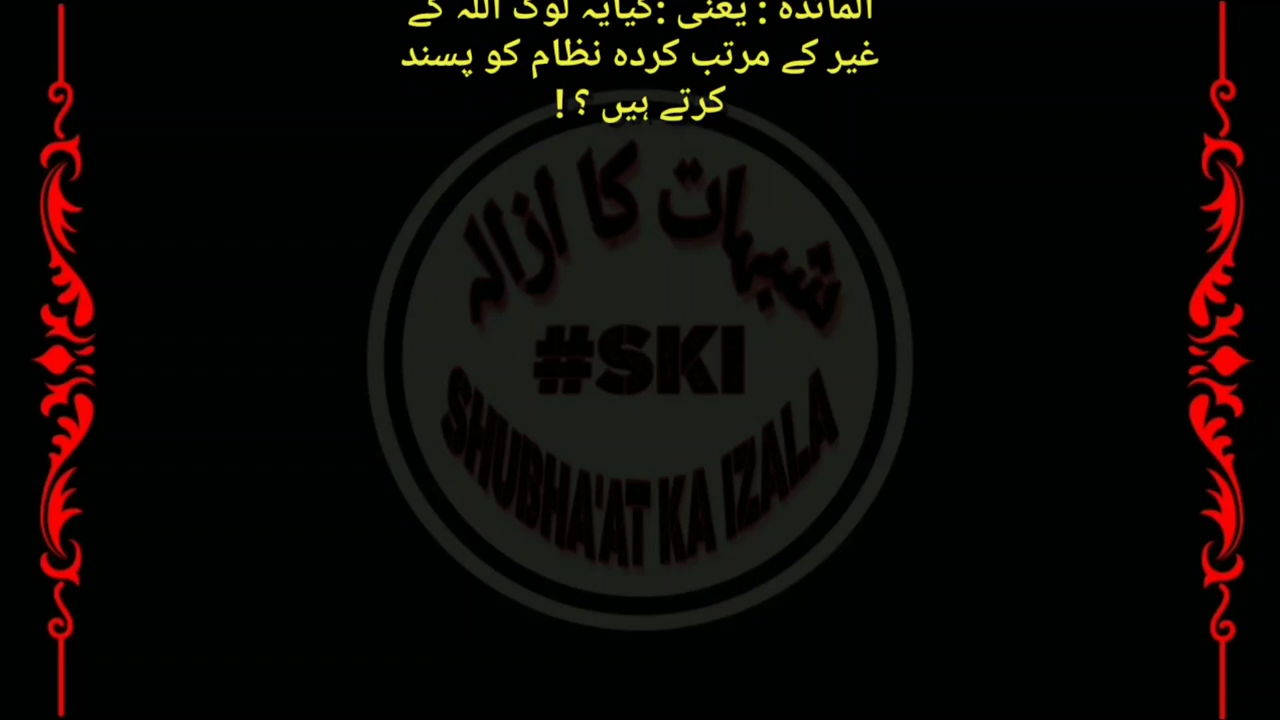 المائدہ : یعنی :کیایہ لوگ اللہ کے
غیر کے مرتب کردہ نظام کو پسند
کرتے ہیں ؟ !
شبہات کا ازالہ
#SKI
SHUBHA'AT KA IZALA